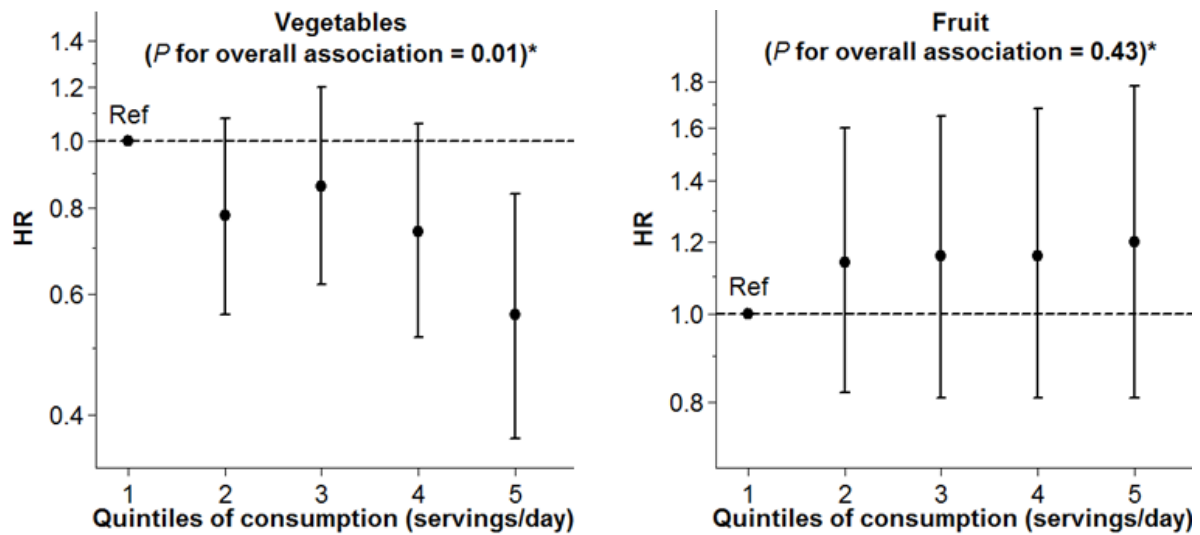 Vegetables
(P for overall association = 0.01)*
1.4
1.2
Ref
1.0
0.8
HR
0.6
0.4
1 2 3 4 5
Quintiles of consumption (servings/day)
Fruit
(P for overall association = 0.43)*
1.8
1.6
1.4
1.2
HR
Ref
1.0
0.8
1 2 3 4 5
Quintiles of consumption (servings/day)